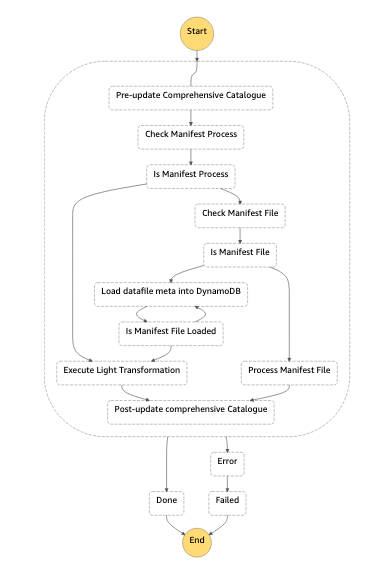 Start
Pre-update Comprehensive Catalogue
Check Manifest Process
Is Manifest Process
Check Manifest File
Is Manifest File
Load datafile meta into DynamoDB
Is Manifest File Loaded
Execute Light Transformation
Process Manifest File
Post-update comprehensive Catalogue
Error
Done
Failed
End